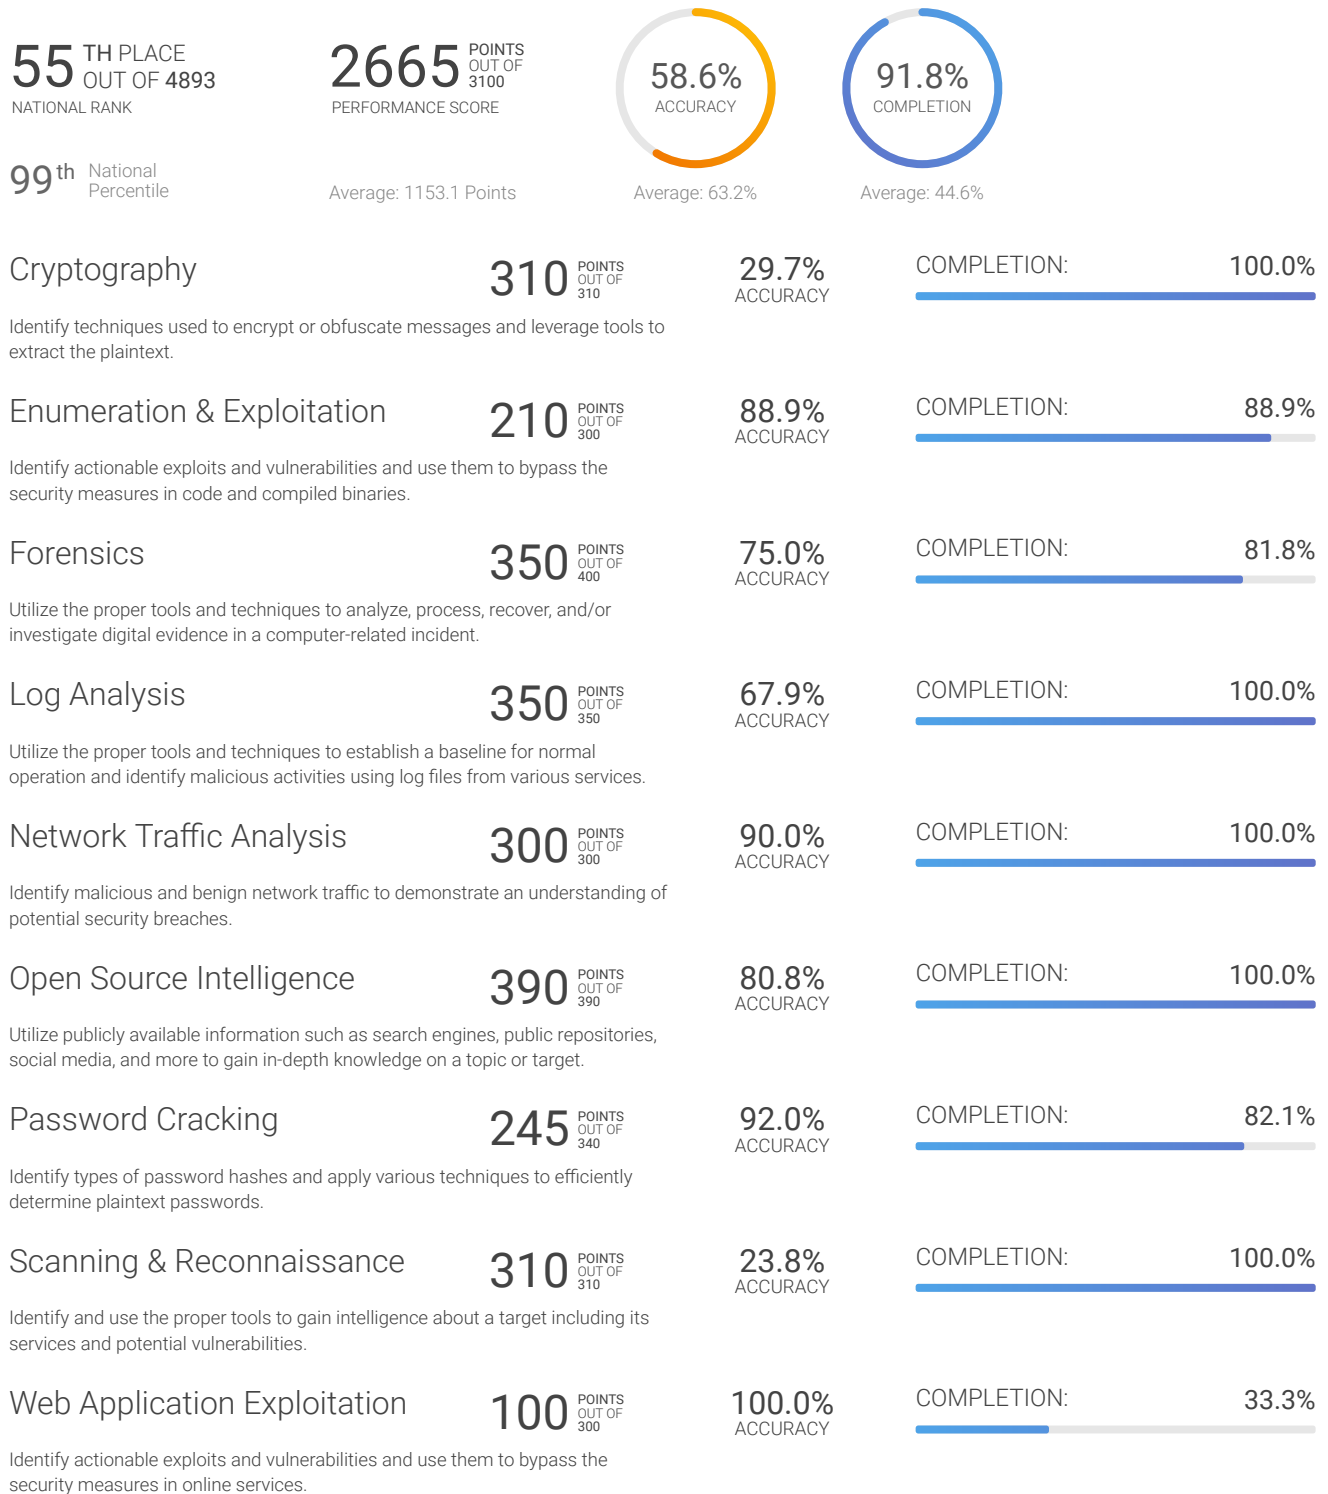 55 TH PLACE
OUT OF 4893
NATIONAL RANK
2665 POINTS
OUT OF
3100
PERFORMANCE SCORE
58.6%
ACCURACY
91.8%
COMPLETION
99th National
Percentile
Average: 1153.1 Points
Average: 63.2%
Average: 44.6%
Cryptography
310 POINTS
OUT OF
310
29.7%
ACCURACY
COMPLETION: 100.0%
Identify techniques used to encrypt or obfuscate messages and leverage tools to
extract the plaintext.
Enumeration & Exploitation
210 POINTS
OUT OF
300
88.9%
ACCURACY
COMPLETION: 88.9%
Identify actionable exploits and vulnerabilities and use them to bypass the
security measures in code and compiled binaries.
Forensics
350 POINTS
OUT OF
400
75.0%
ACCURACY
COMPLETION: 81.8%
Utilize the proper tools and techniques to analyze, process, recover, and/or
investigate digital evidence in a computer-related incident.
Log Analysis
350 POINTS
OUT OF
350
67.9%
ACCURACY
COMPLETION: 100.0%
Utilize the proper tools and techniques to establish a baseline for normal
operation and identify malicious activities using log files from various services.
Network Traffic Analysis
300 POINTS
OUT OF
300
90.0%
ACCURACY
COMPLETION: 100.0%
Identify malicious and benign network traffic to demonstrate an understanding of
potential security breaches.
Open Source Intelligence
390 POINTS
OUT OF
390
80.8%
ACCURACY
COMPLETION: 100.0%
Utilize publicly available information such as search engines, public repositories,
social media, and more to gain in-depth knowledge on a topic or target.
Password Cracking
245 POINTS
OUT OF
340
92.0%
ACCURACY
COMPLETION: 82.1%
Identify types of password hashes and apply various techniques to efficiently
determine plaintext passwords.
Scanning & Reconnaissance
310 POINTS
OUT OF
310
23.8%
ACCURACY
COMPLETION: 100.0%
Identify and use the proper tools to gain intelligence about a target including its
services and potential vulnerabilities.
Web Application Exploitation
100 POINTS
OUT OF
300
100.0%
ACCURACY
COMPLETION: 33.3%
Identify actionable exploits and vulnerabilities and use them to bypass the
security measures in online services.